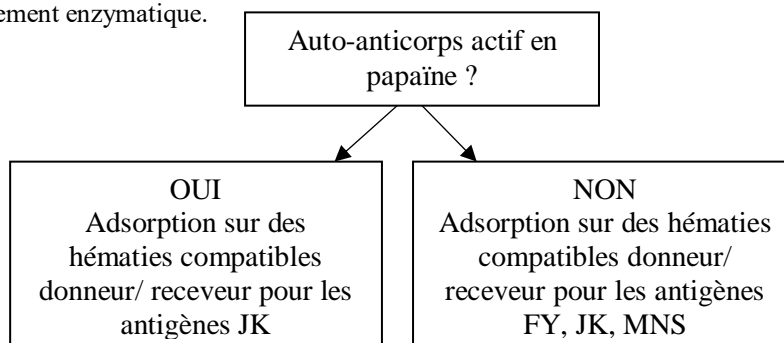 ement enzymatique.
Auto-anticorps actif en
papaïne ?
OUI
Adsorption sur des
hématies compatibles
donneur/ receveur pour les
antigènes JK
NON
Adsorption sur des hématies
compatibles donneur/
receveur pour les antigènes
FY, JK, MNS